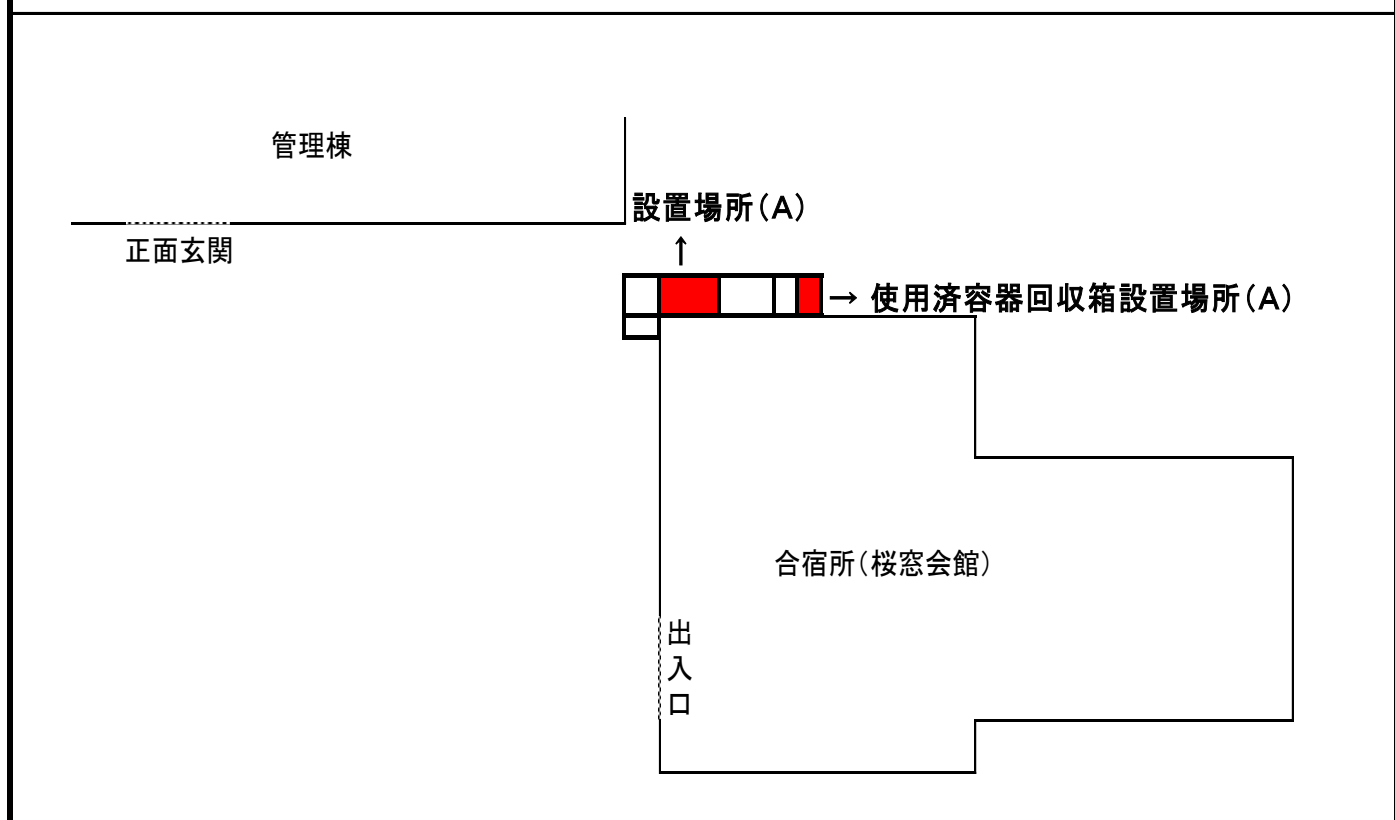 管理棟
設置場所（A）
↑
正面玄関
→ 使用済容器回収箱設置場所（A）
合宿所（桜窓会館）
出入口